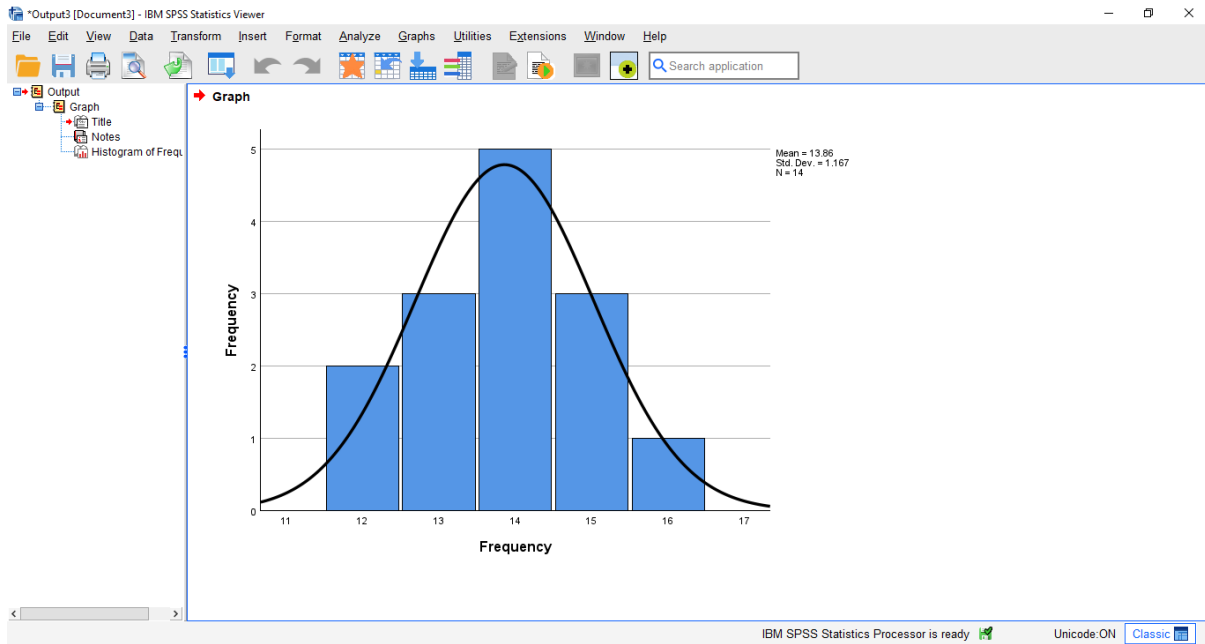 *Output3 [Document3] - IBM SPSS Statistics Viewer
File Edit View Data Transform Insert Format Analyze Graphs Utilities Extensions Window Help
Search application
Output
Graph
Title
Notes
Histogram of Frequ
Graph
Mean = 13.86
Std. Dev. = 1.167
N = 14
5
4
3
2
1
0
Frequency
11 12 13 14 15 16 17
Frequency
IBM SPSS Statistics Processor is ready Unicode:ON Classic